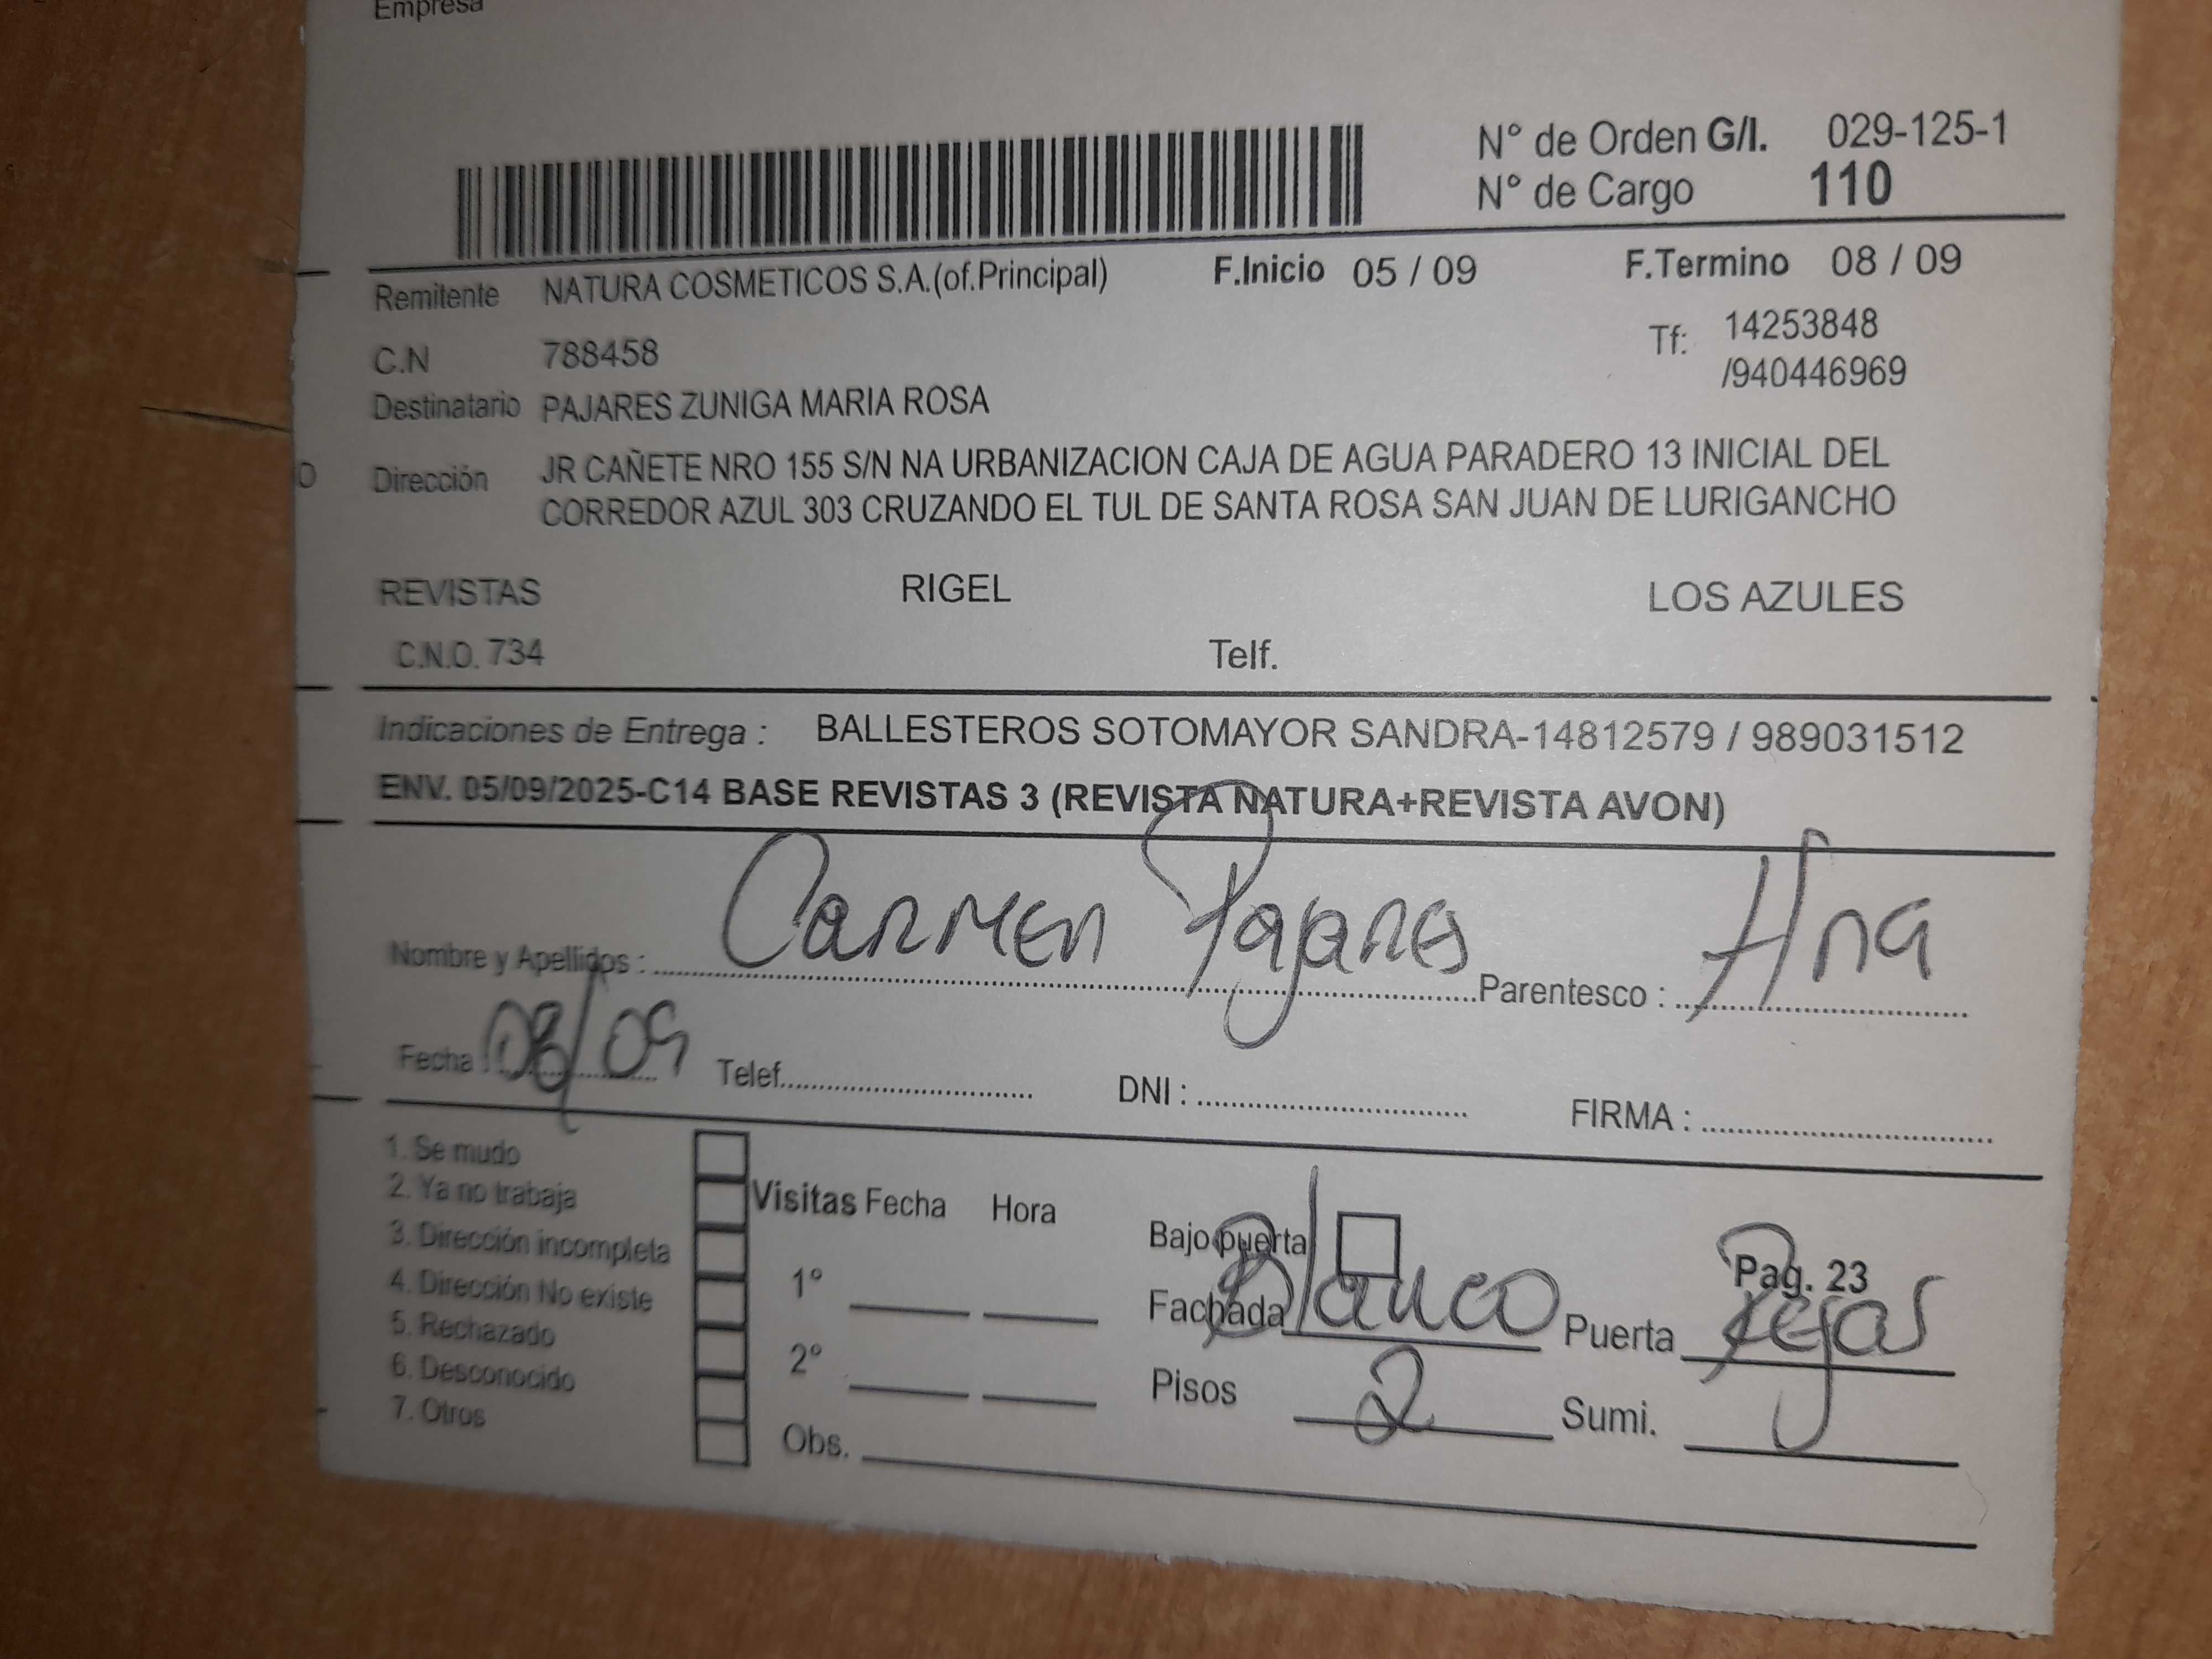 Empresa
N° de Orden G/I. 029-125-1
N° de Cargo 110
Remitente NATURA COSMETICOS S.A.(of.Principal) F.Inicio 05 / 09 F.Termino 08 / 09
C.N 788458 Tf: 14253848
/940446969
Destinatario PAJARES ZUNIGA MARIA ROSA
O Dirección JR CAÑETE NRO 155 S/N NA URBANIZACION CAJA DE AGUA PARADERO 13 INICIAL DEL
CORREDOR AZUL 303 CRUZANDO EL TUL DE SANTA ROSA SAN JUAN DE LURIGANCHO
REVISTAS RIGEL LOS AZULES
C.N.O. 734 Telf.
Indicaciones de Entrega : BALLESTEROS SOTOMAYOR SANDRA-14812579 / 989031512
ENV. 05/09/2025-C14 BASE REVISTAS 3 (REVISTA NATURA+REVISTA AVON)
Nombre y Apellidos : Carmen Pajares Parentesco : Hna
Fecha : 08/09 Telef. DNI : FIRMA :
1. Se mudo
2. Ya no trabaja
3. Dirección incompleta
4. Dirección No existe
5. Rechazado
6. Desconocido
7. Otros
Visitas Fecha Hora
1°
2°
Obs.
Bajo puerta Pag. 23
Fachada Blanco Puerta Rejas
Pisos 2 Sumi.